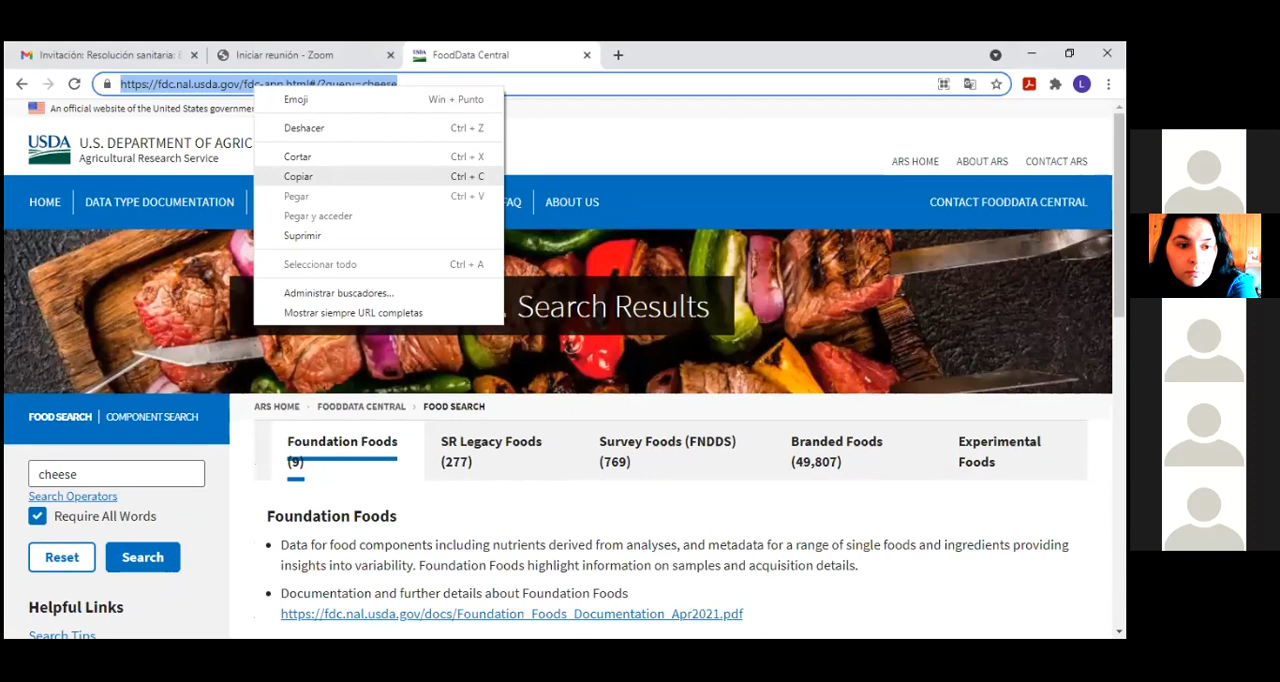 Invitación: Resolución sanitaria: E
Iniciar reunión - Zoom
FoodData Central
https://fdc.nal.usda.gov/fdc-app.html#/?query=cheese
L
An official website of the United States governmen
USDA
U.S. DEPARTMENT OF AGRIC
Agricultural Research Service
ARS HOME
ABOUT ARS
CONTACT ARS
HOME
DATA TYPE DOCUMENTATION
FAQ
ABOUT US
CONTACT FOODDATA CENTRAL
Emoji Win + Punto
Deshacer Ctrl + Z
Cortar Ctrl + X
Copiar Ctrl + C
Pegar Ctrl + V
Pegar y acceder
Suprimir
Seleccionar todo Ctrl + A
Administrar buscadores...
Mostrar siempre URL completas
Search Results
FOOD SEARCH | COMPONENT SEARCH
cheese
Search Operators
Require All Words
Reset
Search
Helpful Links
Search Tips
ARS HOME › FOODDATA CENTRAL › FOOD SEARCH
Foundation Foods
(9)
SR Legacy Foods
(277)
Survey Foods (FNDDS)
(769)
Branded Foods
(49,807)
Experimental
Foods
Foundation Foods
• Data for food components including nutrients derived from analyses, and metadata for a range of single foods and ingredients providing
insights into variability. Foundation Foods highlight information on samples and acquisition details.
• Documentation and further details about Foundation Foods
https://fdc.nal.usda.gov/docs/Foundation_Foods_Documentation_Apr2021.pdf